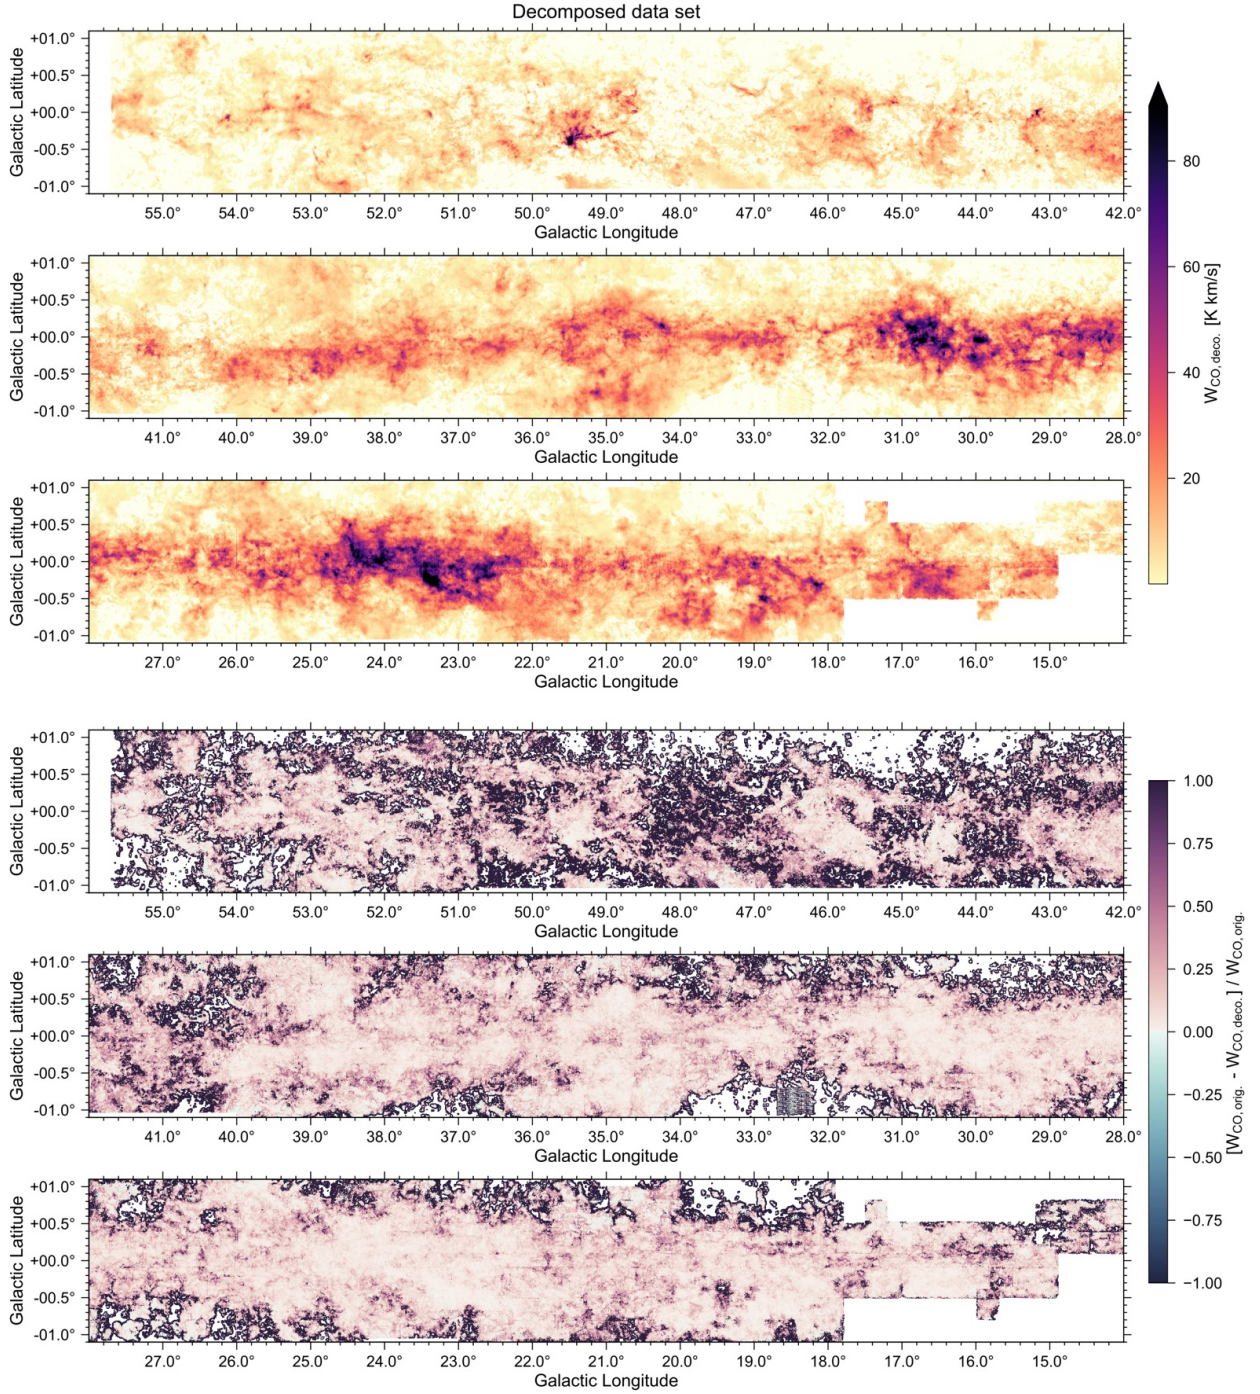 Decomposed data set
+01.0°
+00.5°
+00.0°
-00.5°
-01.0°
Galactic Latitude
55.0° 54.0° 53.0° 52.0° 51.0° 50.0° 49.0° 48.0° 47.0° 46.0° 45.0° 44.0° 43.0° 42.0°
Galactic Longitude
+01.0°
+00.5°
+00.0°
-00.5°
-01.0°
Galactic Latitude
41.0° 40.0° 39.0° 38.0° 37.0° 36.0° 35.0° 34.0° 33.0° 32.0° 31.0° 30.0° 29.0° 28.0°
Galactic Longitude
+01.0°
+00.5°
+00.0°
-00.5°
-01.0°
Galactic Latitude
27.0° 26.0° 25.0° 24.0° 23.0° 22.0° 21.0° 20.0° 19.0° 18.0° 17.0° 16.0° 15.0°
Galactic Longitude
80
60
40
20
W_CO, deco. [K km/s]
+01.0°
+00.5°
+00.0°
-00.5°
-01.0°
Galactic Latitude
55.0° 54.0° 53.0° 52.0° 51.0° 50.0° 49.0° 48.0° 47.0° 46.0° 45.0° 44.0° 43.0° 42.0°
Galactic Longitude
+01.0°
+00.5°
+00.0°
-00.5°
-01.0°
Galactic Latitude
41.0° 40.0° 39.0° 38.0° 37.0° 36.0° 35.0° 34.0° 33.0° 32.0° 31.0° 30.0° 29.0° 28.0°
Galactic Longitude
+01.0°
+00.5°
+00.0°
-00.5°
-01.0°
Galactic Latitude
27.0° 26.0° 25.0° 24.0° 23.0° 22.0° 21.0° 20.0° 19.0° 18.0° 17.0° 16.0° 15.0°
Galactic Longitude
1.00
0.75
0.50
0.25
0.00
−0.25
−0.50
−0.75
−1.00
[W_CO, orig. - W_CO, deco.] / W_CO, orig.